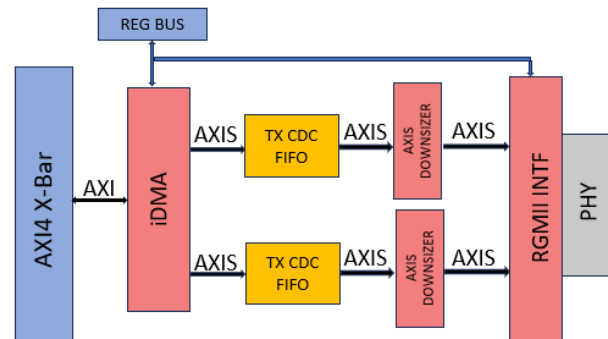 REG BUS
AXI4 X-Bar
AXI
iDMA
AXIS
TX CDC
FIFO
AXIS
AXIS
DOWNSIZER
AXIS
AXIS
TX CDC
FIFO
AXIS
AXIS
DOWNSIZER
AXIS
RGMII INTF
PHY